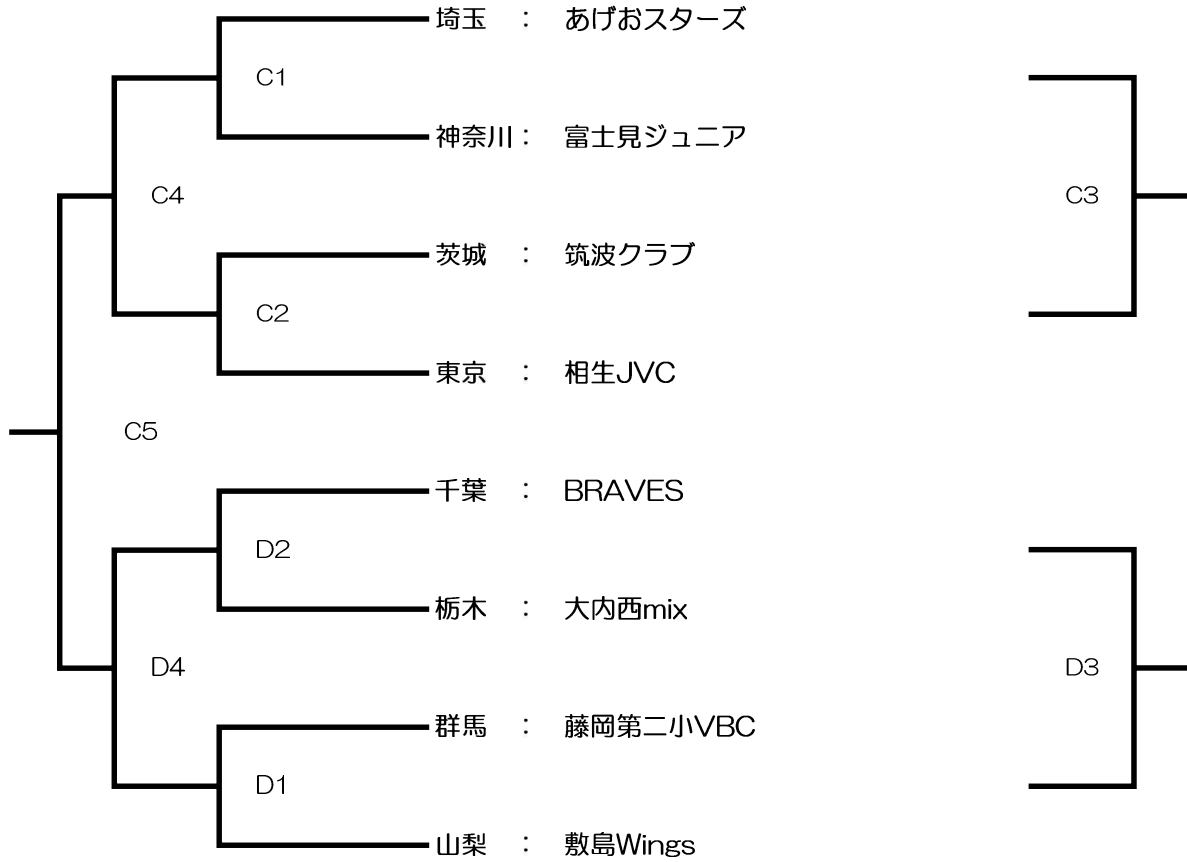 埼玉 : あげおスターズ
C1
神奈川: 富士見ジュニア
C4
C3
茨城 : 筑波クラブ
C2
東京 : 相生JVC
C5
千葉 : BRAVES
D2
栃木 : 大内西mix
D4
D3
群馬 : 藤岡第二小VBC
D1
山梨 : 敷島Wings